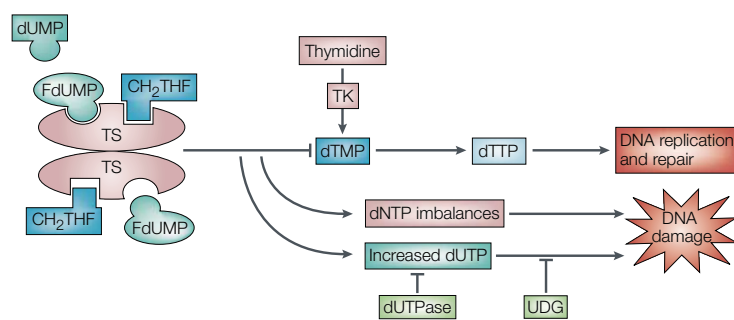 dUMP
Thymidine
FdUMP
CH2THF
TK
TS
dTMP
dTTP
DNA replication
and repair
TS
CH2THF
FdUMP
dNTP imbalances
DNA
damage
Increased dUTP
dUTPase
UDG